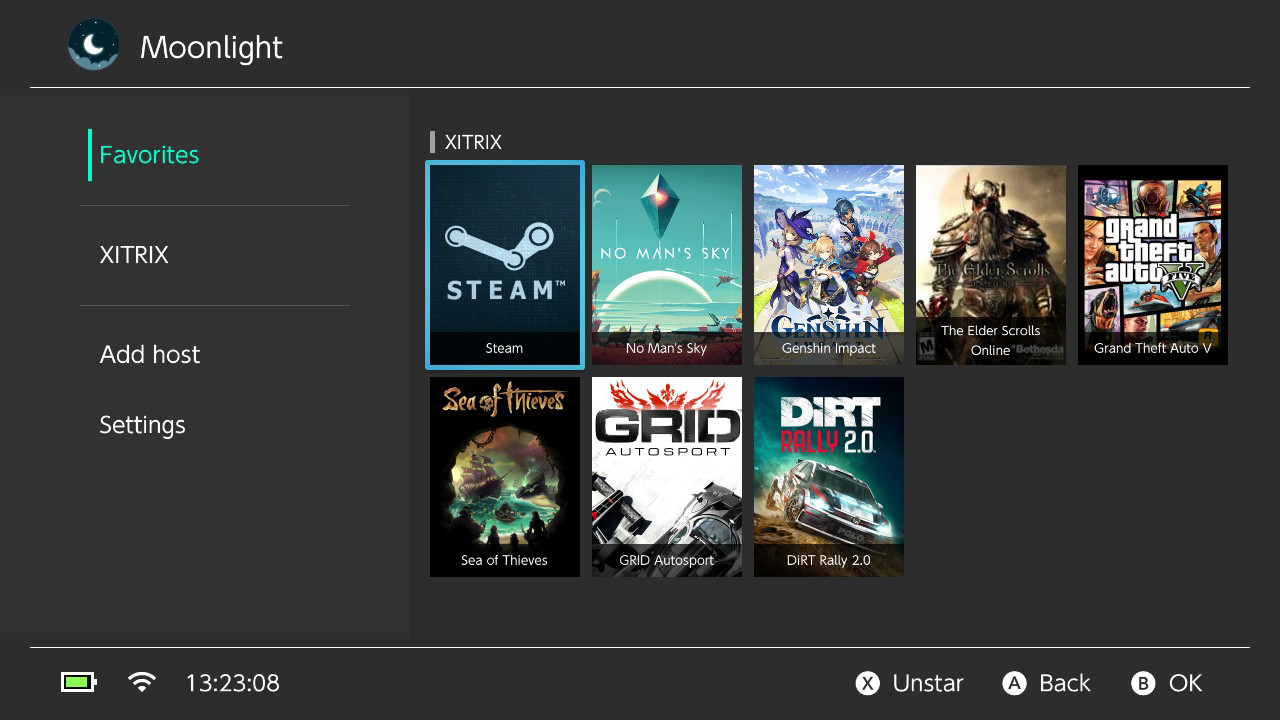 Moonlight
Favorites
XITRIX
Add host
Settings
XITRIX
STEAM™
Steam
NO MAN'S SKY
No Man's Sky
GENSHIN
Genshin Impact
The Elder Scrolls
The Elder Scrolls
Online
M
Bethesda
grand
theft
auto V
FIVE
Grand Theft Auto V
Sea of Thieves
Sea of Thieves
GRID
AUTOSPORT
GRID Autosport
DiRT
RALLY 2.0
POLO
DiRT Rally 2.0
13:23:08
X Unstar
A Back
B OK